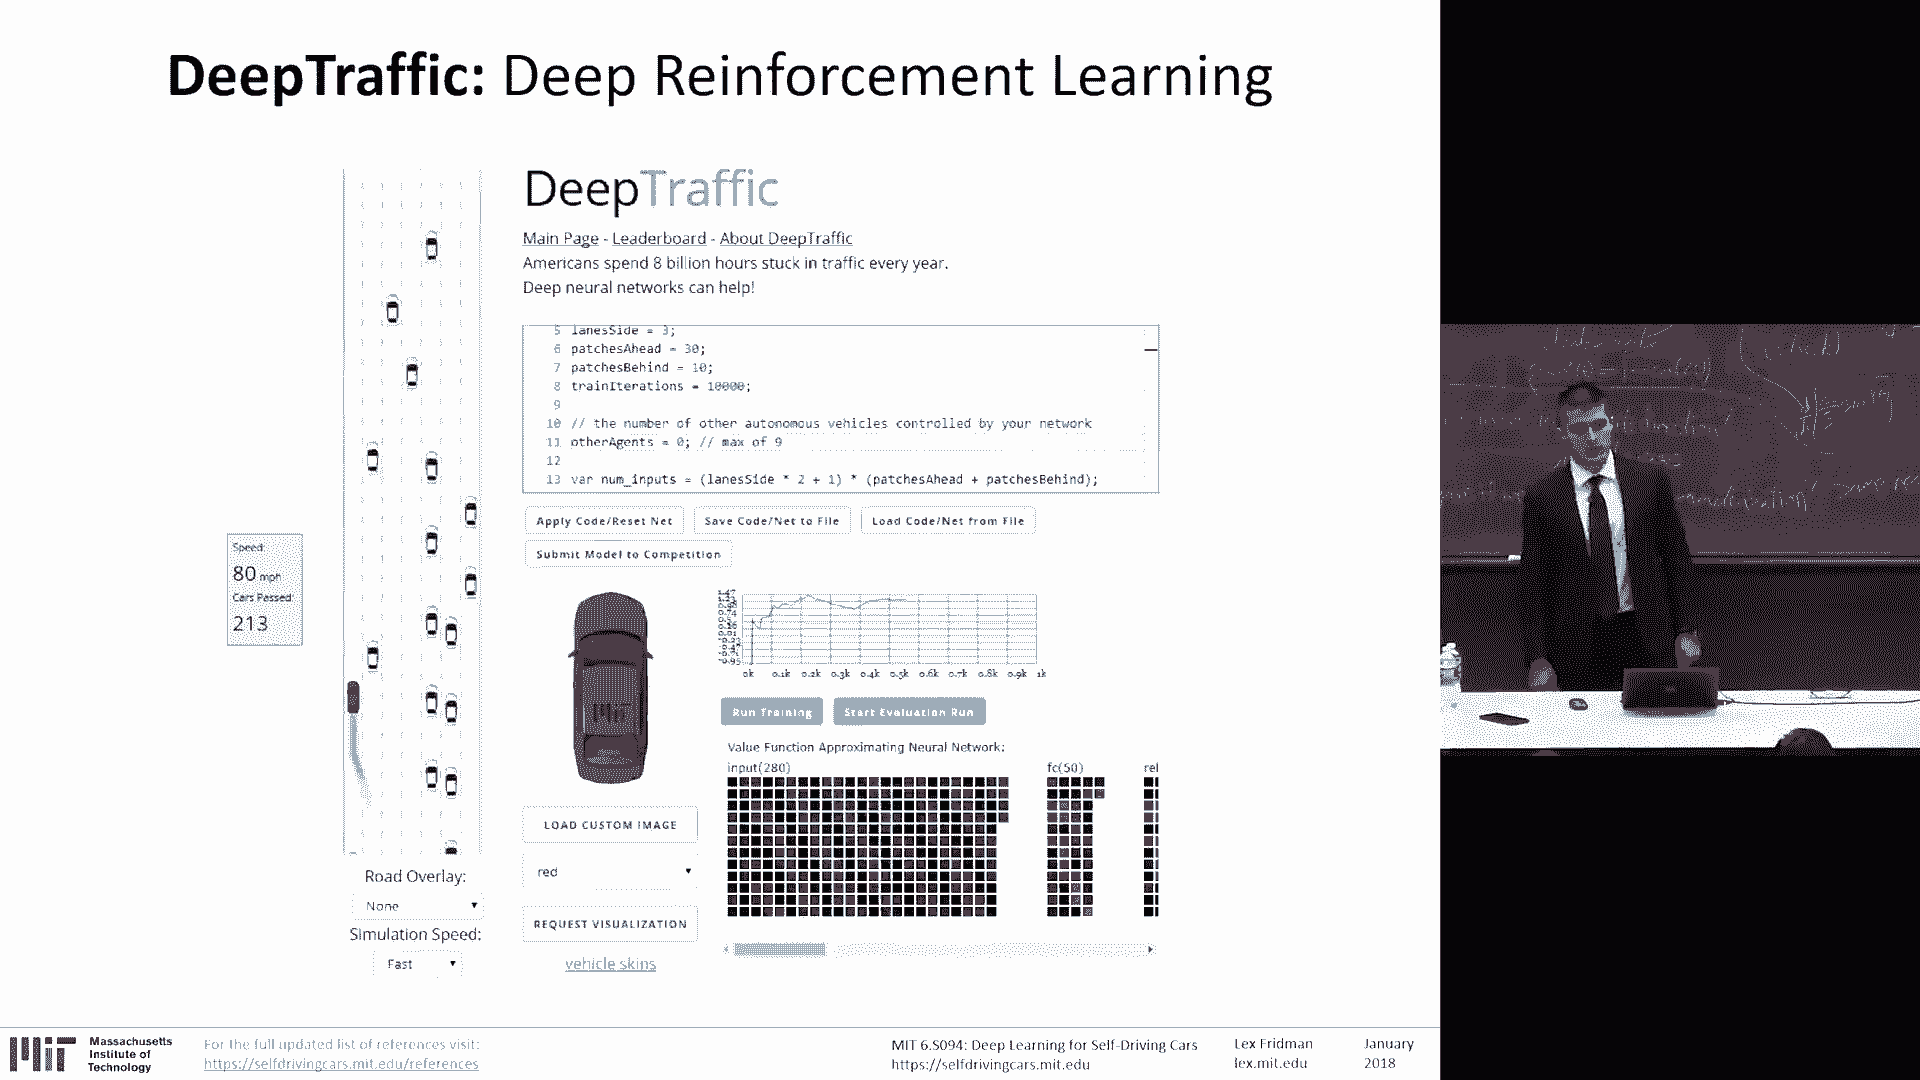 DeepTraffic: Deep Reinforcement Learning
DeepTraffic
Main Page - Leaderboard - About DeepTraffic
Americans spend 8 billion hours stuck in traffic every year.
Deep neural networks can help!
5 lanesSide = 3;
6 patchesAhead = 30;
7 patchesBehind = 10;
8 trainIterations = 10000;
9
10 // the number of other autonomous vehicles controlled by your network
11 otherAgents = 0; // max of 9
12
13 var num_inputs = (lanesSide * 2 + 1) * (patchesAhead + patchesBehind);
Apply Code/Reset Net Save Code/Net to File Load Code/Net from File
Submit Model to Competition
Speed:
80 mph
Cars Passed:
213
0k 0.1k 0.2k 0.3k 0.4k 0.5k 0.6k 0.7k 0.8k 0.9k 1k
Run Training Start Evaluation Run
Value Function Approximating Neural Network:
input(280) fc(50) rel
LOAD CUSTOM IMAGE
red
REQUEST VISUALIZATION
vehicle skins
Road Overlay:
None
Simulation Speed:
Fast
MIT
Massachusetts
Institute of
Technology
For the full updated list of references visit:
https://selfdrivingcars.mit.edu/references
MIT 6.S094: Deep Learning for Self-Driving Cars
https://selfdrivingcars.mit.edu
Lex Fridman
lex.mit.edu
January
2018